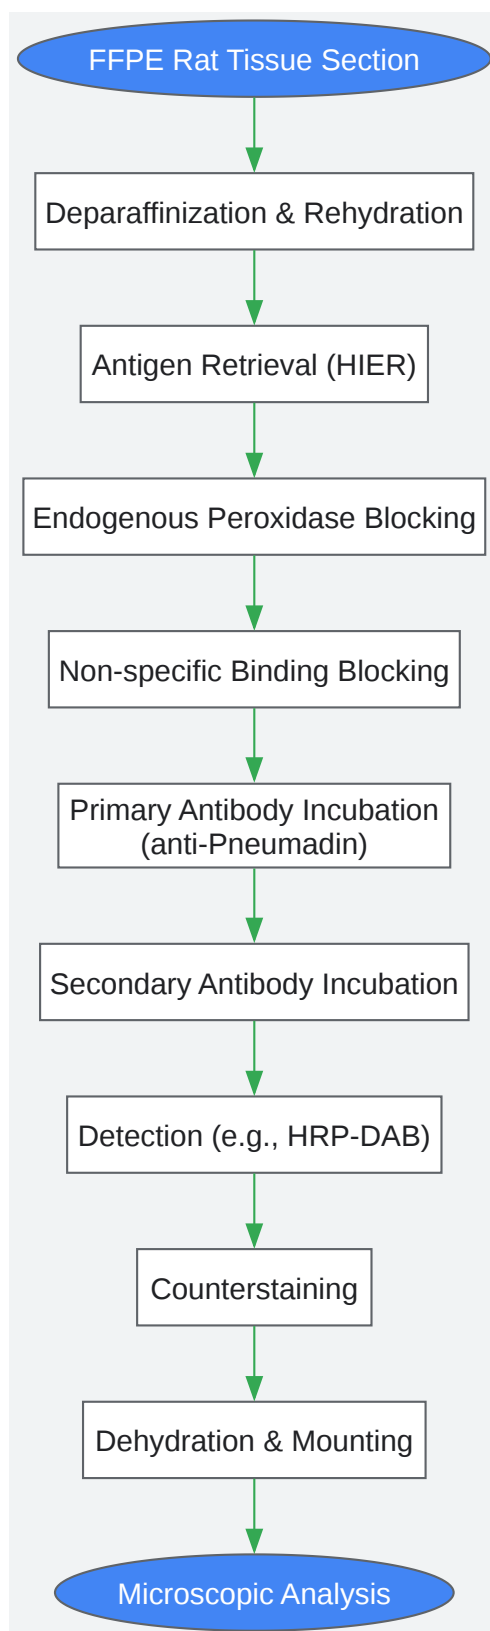 FFPE Rat Tissue Section
Deparaffinization & Rehydration
Antigen Retrieval (HIER)
Endogenous Peroxidase Blocking
Non-specific Binding Blocking
Primary Antibody Incubation
(anti-Pneumadin)
Secondary Antibody Incubation
Detection (e.g., HRP-DAB)
Counterstaining
Dehydration & Mounting
Microscopic Analysis